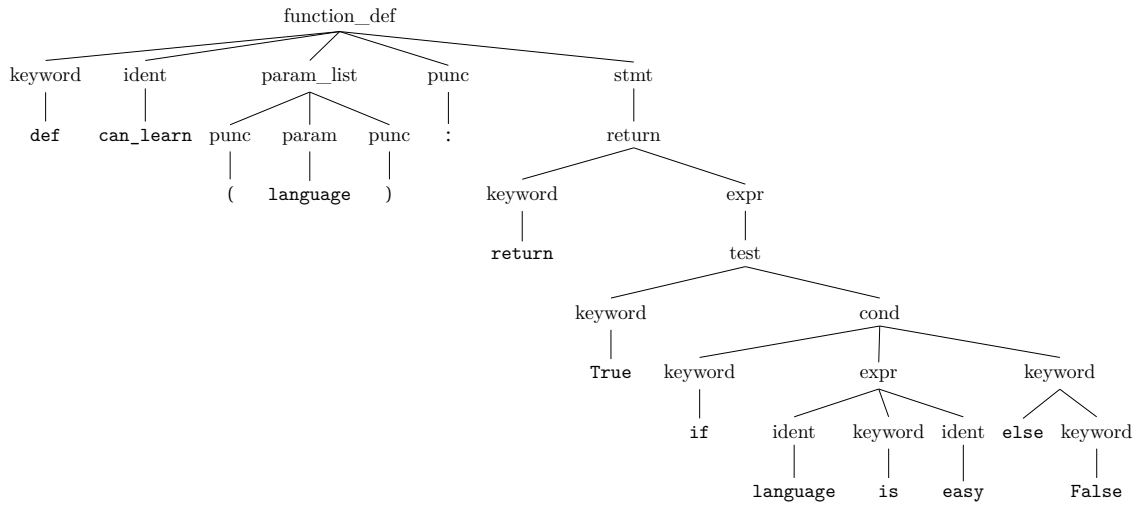 function_def
keyword ident param_list punc stmt
def can_learn punc param punc : return
( language ) keyword expr
return test
keyword cond
True keyword expr keyword
if ident keyword ident else keyword
language is easy False